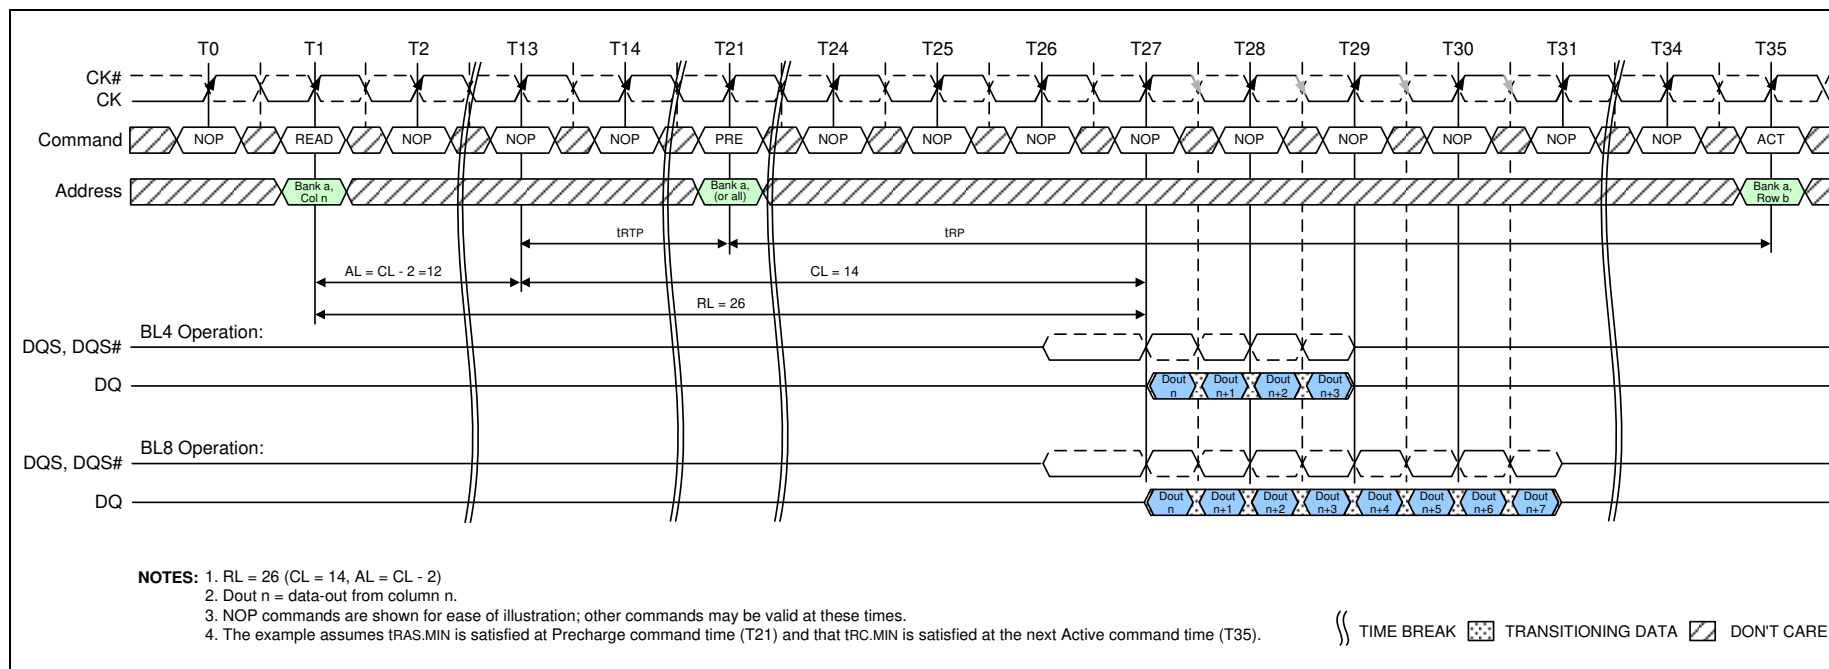 T0 T1 T2 T13 T14 T21 T24 T25 T26 T27 T28 T29 T30 T31 T34 T35
CK#
CK
Command NOP READ NOP NOP NOP PRE NOP NOP NOP NOP NOP NOP NOP NOP NOP ACT
Address Bank a, Col n Bank a, (or all) Bank a, Row b
tRTP tRP
AL = CL - 2 =12 CL = 14
RL = 26
BL4 Operation:
DQS, DQS#
DQ Dout n Dout n+1 Dout n+2 Dout n+3
BL8 Operation:
DQS, DQS#
DQ Dout n Dout n+1 Dout n+2 Dout n+3 Dout n+4 Dout n+5 Dout n+6 Dout n+7
NOTES: 1. RL = 26 (CL = 14, AL = CL - 2)
2. Dout n = data-out from column n.
3. NOP commands are shown for ease of illustration; other commands may be valid at these times.
4. The example assumes tRAS.MIN is satisfied at Precharge command time (T21) and that tRC.MIN is satisfied at the next Active command time (T35).
TIME BREAK TRANSITIONING DATA DON'T CARE